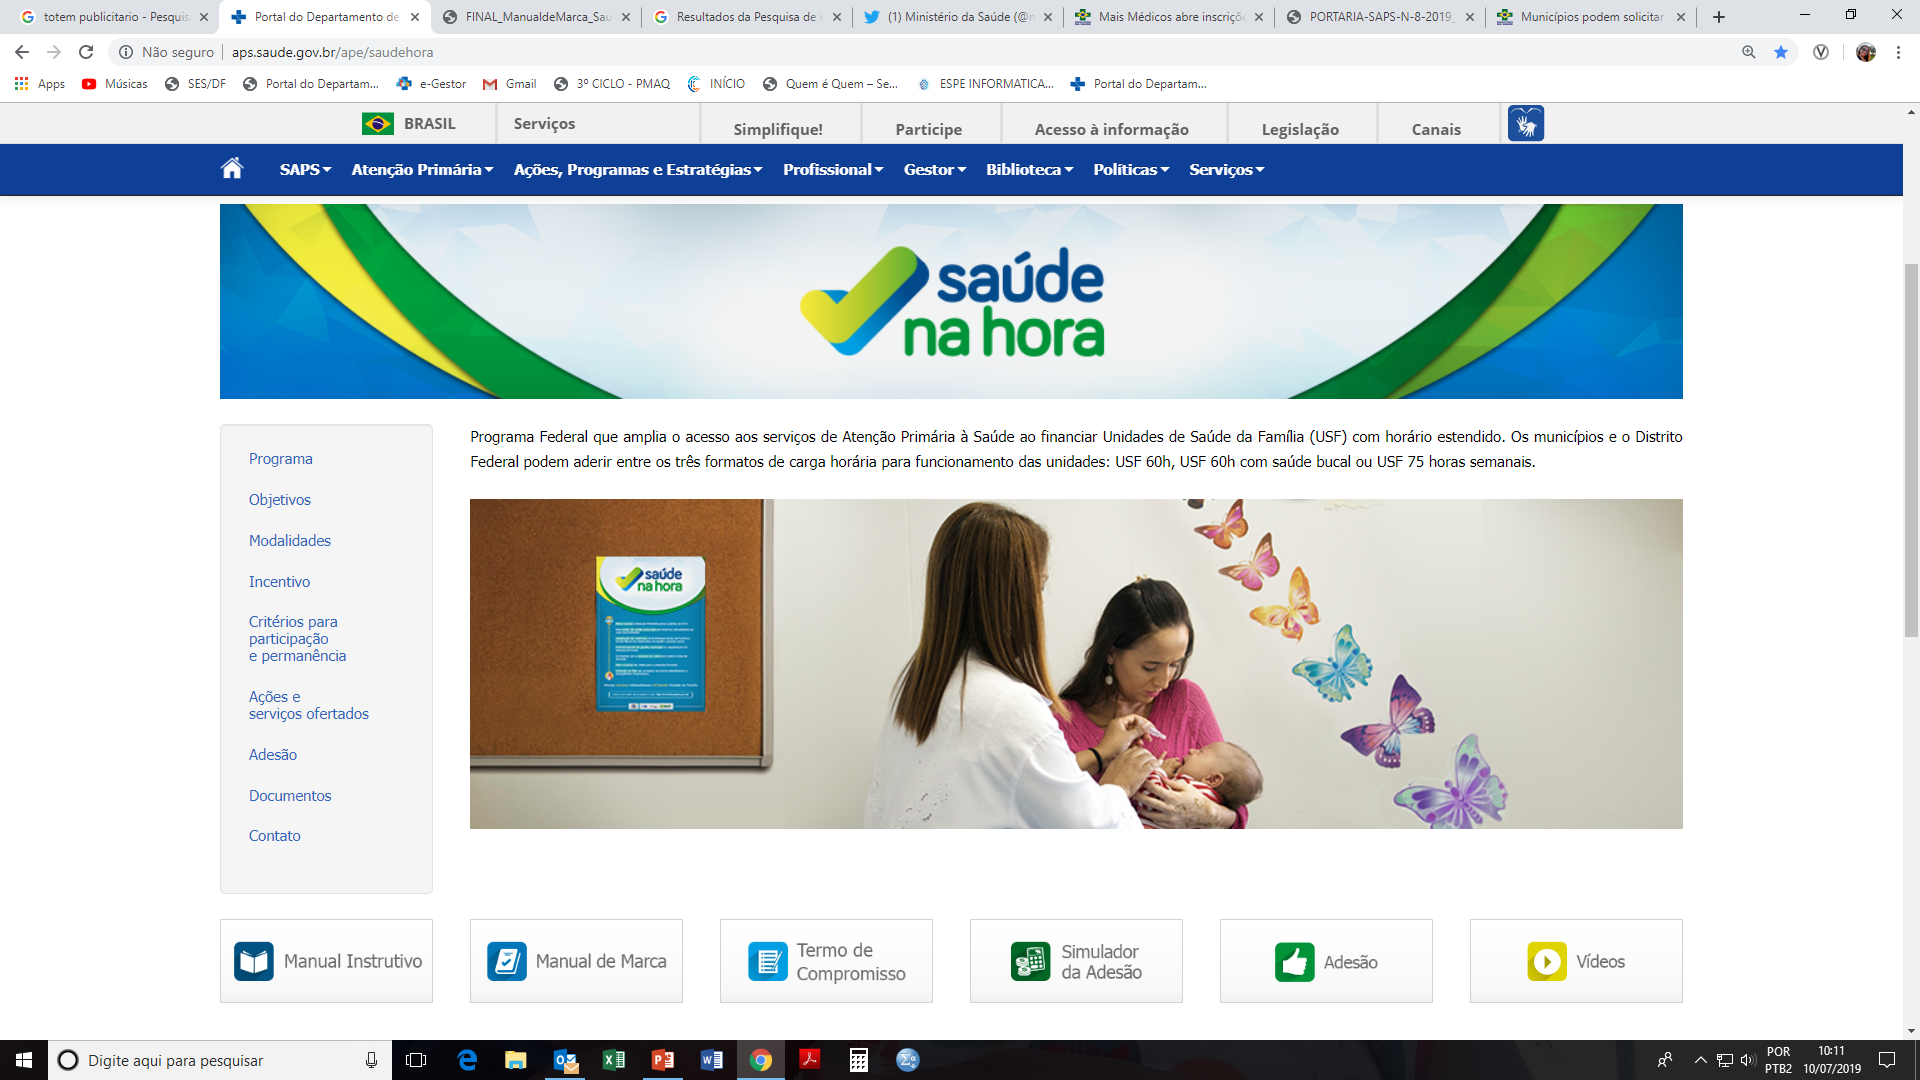 totem publicitario - Pesquis
Portal do Departamento de
FINAL_ManualdeMarca_Sau
Resultados da Pesquisa de i
(1) Ministério da Saúde (@m
Mais Médicos abre inscriçõe
PORTARIA-SAPS-N-8-2019_
Municípios podem solicitar
Não seguro
aps.saude.gov.br/ape/saudehora
Apps
Músicas
SES/DF
Portal do Departam...
e-Gestor
Gmail
3º CICLO - PMAQ
INÍCIO
Quem é Quem – Se...
ESPE INFORMATICA...
Portal do Departam...
BRASIL
Serviços
Simplifique!
Participe
Acesso à informação
Legislação
Canais
SAPS
Atenção Primária
Ações, Programas e Estratégias
Profissional
Gestor
Biblioteca
Políticas
Serviços
saúde
na hora
Programa
Objetivos
Modalidades
Incentivo
Critérios para
participação
e permanência
Ações e
serviços ofertados
Adesão
Documentos
Contato
Programa Federal que amplia o acesso aos serviços de Atenção Primária à Saúde ao financiar Unidades de Saúde da Família (USF) com horário estendido. Os municípios e o Distrito
Federal podem aderir entre os três formatos de carga horária para funcionamento das unidades: USF 60h, USF 60h com saúde bucal ou USF 75 horas semanais.
saúde
na hora
Manual Instrutivo
Manual de Marca
Termo de
Compromisso
Simulador
da Adesão
Adesão
Vídeos
Digite aqui para pesquisar
POR
PTB2
10:11
10/07/2019